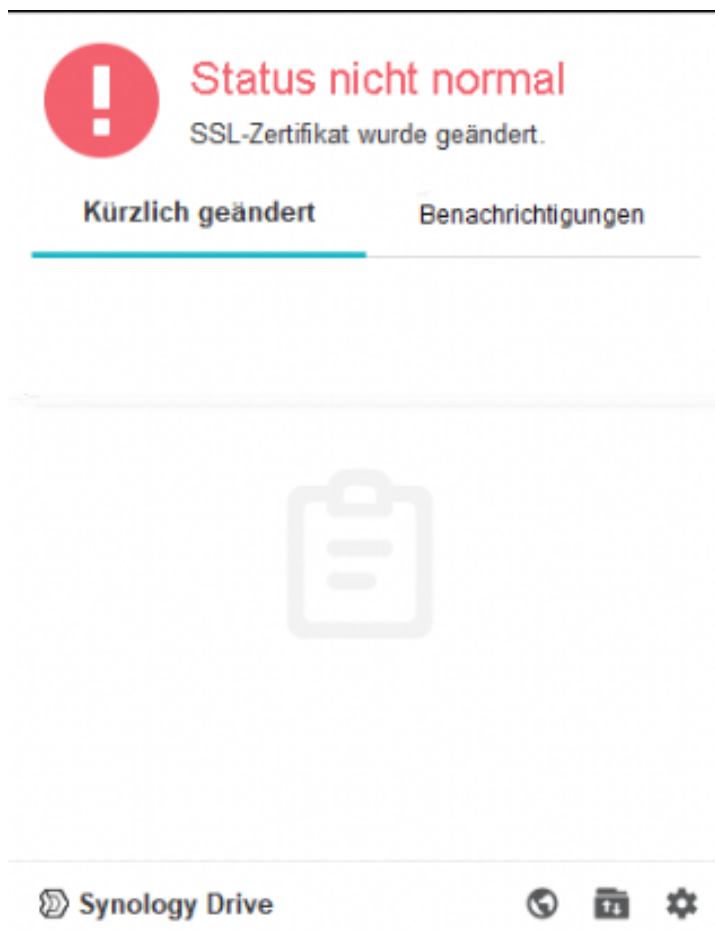 Status nicht normal
SSL-Zertifikat wurde geändert.
Kürzlich geändert
Benachrichtigungen
Synology Drive